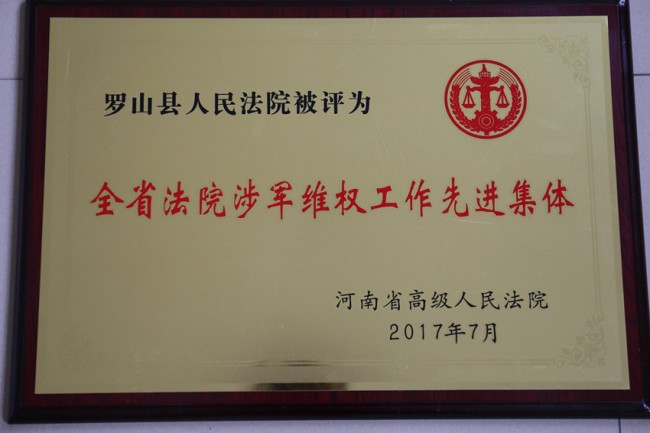 罗山县人民法院被评为
全省法院涉军维权工作先进集体
河南省高级人民法院
2017年7月